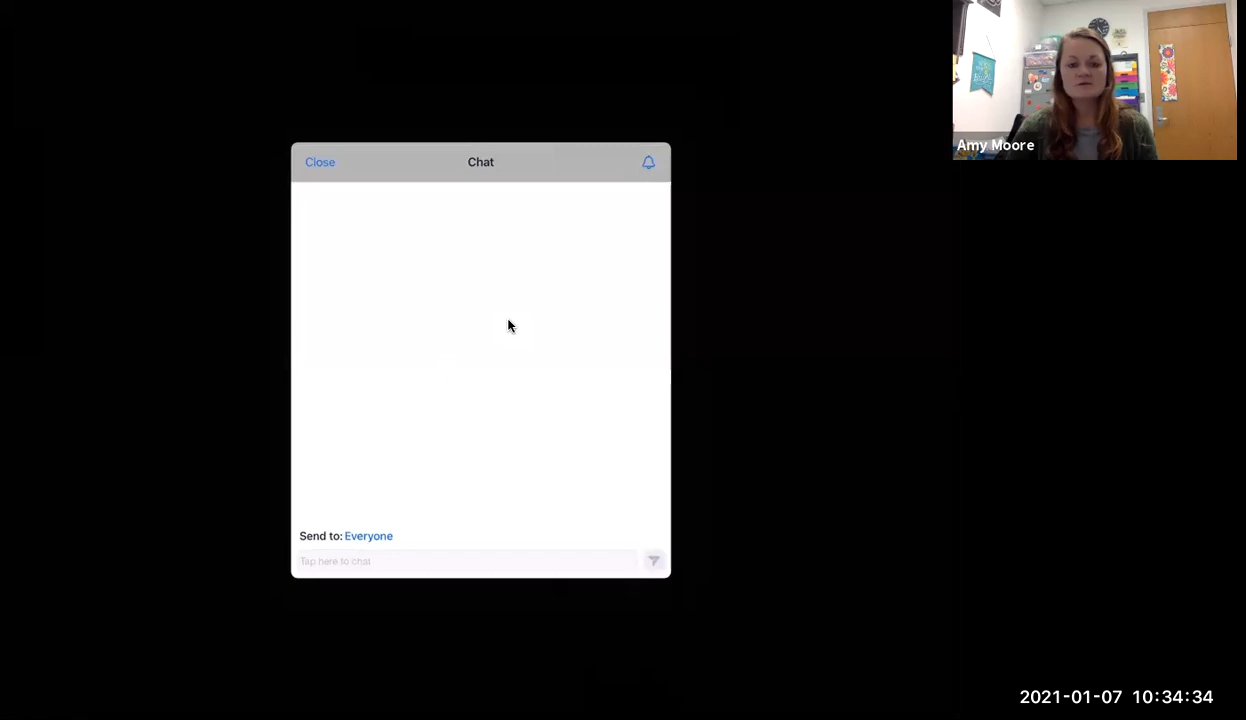 Close
Chat
Amy Moore
Send to: Everyone
Tap here to chat
2021-01-07 10:34:34